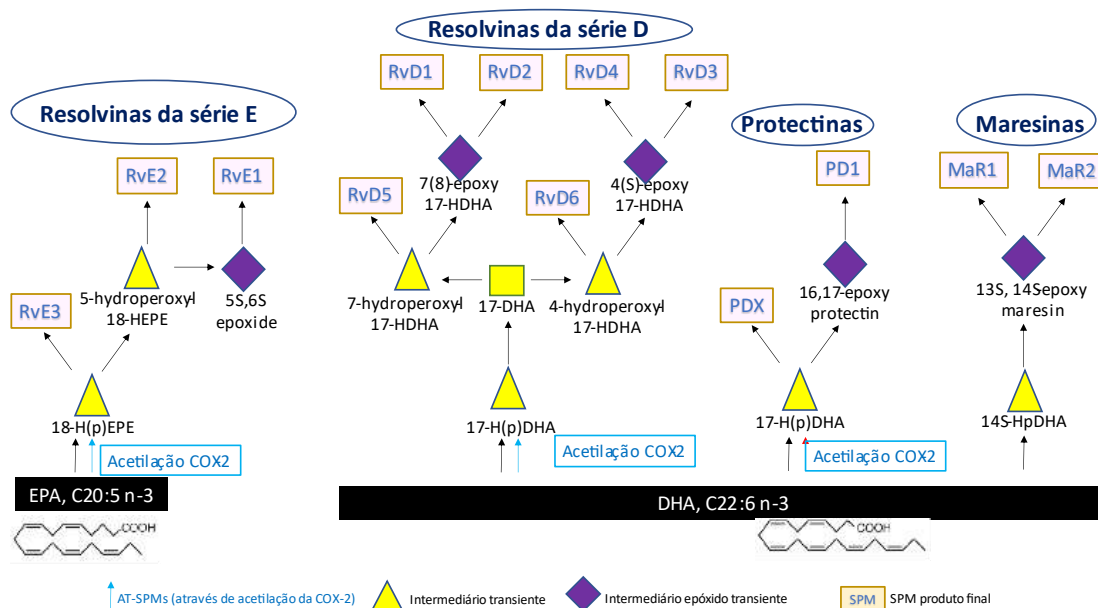 Resolvinas da série D
RvD1
RvD2
RvD4
RvD3
Resolvinas da série E
Protectinas
Maresinas
RvE2
RvE1
7(8)-epoxy
17-HDHA
4(S)-epoxy
17-HDHA
PD1
MaR1
MaR2
RvD5
RvD6
5-hydroperoxyl
18-HEPE
5S,6S
epoxide
RvE3
7-hydroperoxyl
17-HDHA
17-DHA
4-hydroperoxyl
17-HDHA
16,17-epoxy
protectin
13S, 14Sepoxy
maresin
PDX
18-H(p)EPE
17-H(p)DHA
17-H(p)DHA
14S-HpDHA
Acetilação COX2
Acetilação COX2
Acetilação COX2
EPA, C20:5 n-3
DHA, C22:6 n-3
COOH
COOH
AT-SPMs (através de acetilação da COX-2)
Intermediário transiente
Intermediário epóxido transiente
SPM
SPM produto final